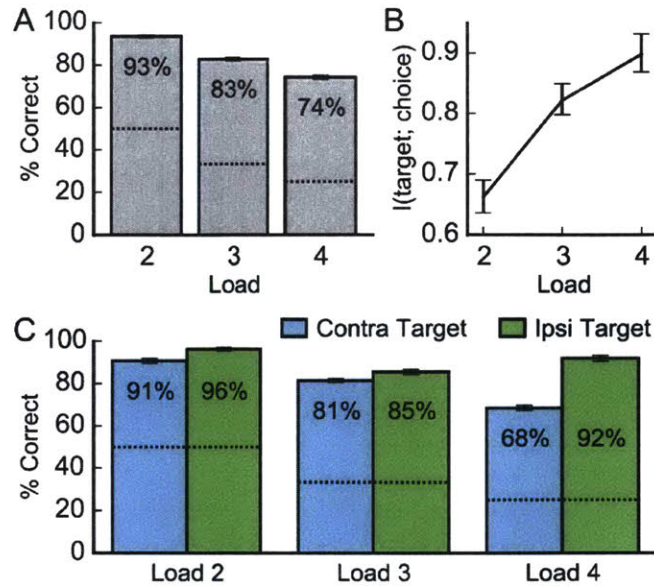 A
% Correct
100
80
60
40
20
0
93%
83%
74%
2 3 4
Load
B
I(target; choice)
0.9
0.8
0.7
0.6
2 3 4
Load
C
Contra Target Ipsi Target
% Correct
100
80
60
40
20
0
91% 96%
81% 85%
68% 92%
Load 2 Load 3 Load 4